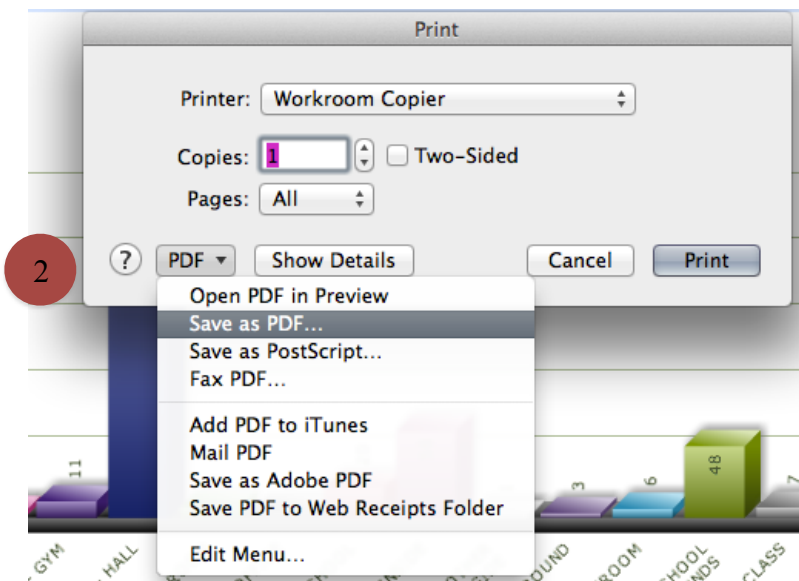 Print
Printer: Workroom Copier
Copies: 1 Two-Sided
Pages: All
2
? PDF Show Details Cancel Print
Open PDF in Preview
Save as PDF...
Save as PostScript...
Fax PDF...
Add PDF to iTunes
Mail PDF
Save as Adobe PDF
Save PDF to Web Receipts Folder
Edit Menu...
11
3
6
48
7
GYM
HALL
OUND
ROOM
CLASS